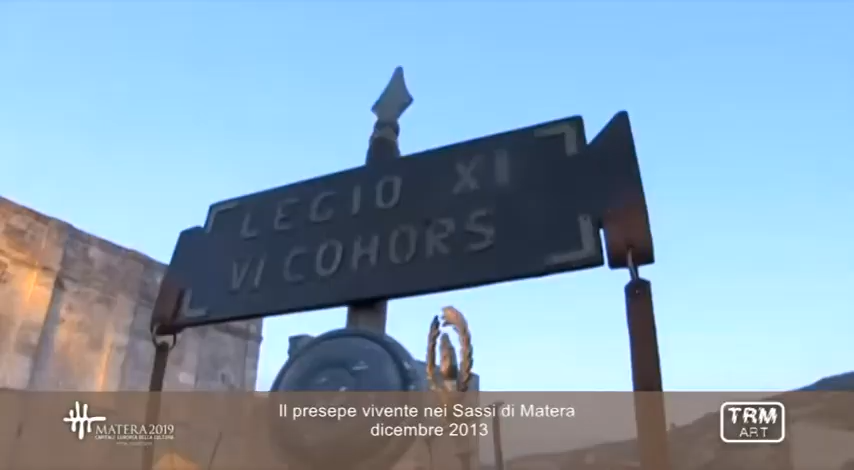 LEGIO XI
VI COHORS
Il presepe vivente nei Sassi di Matera
dicembre 2013
MATERA 2019
TRM
ART